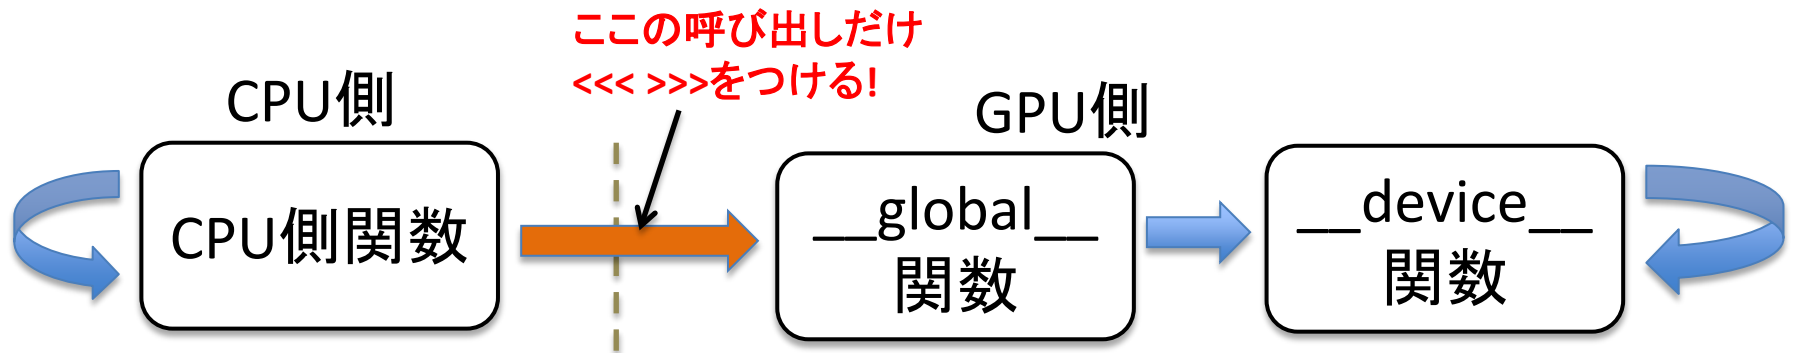 ここの呼び出しだけ
<<< >>>をつける!
CPU側
GPU側
CPU側関数
__global__
関数
__device__
関数